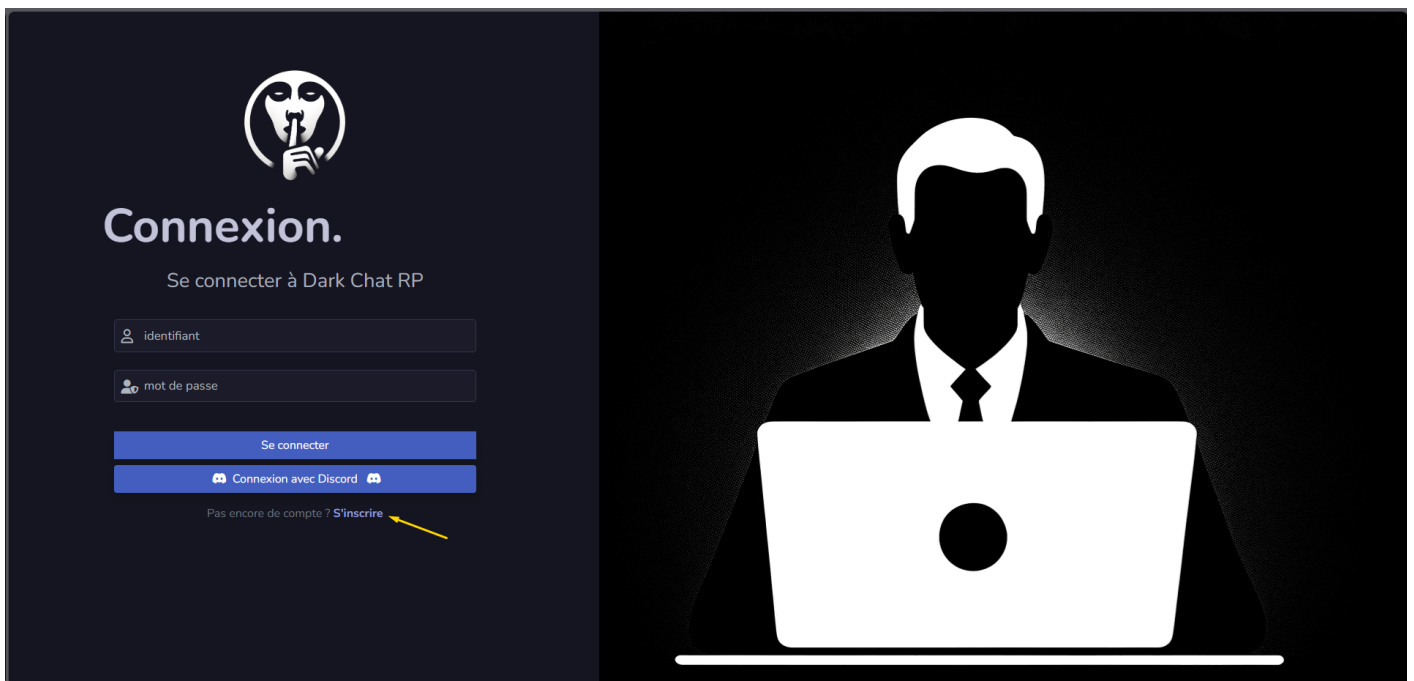 Connexion.
Se connecter à Dark Chat RP
identifiant
mot de passe
Se connecter
Connexion avec Discord
Pas encore de compte ? S'inscrire